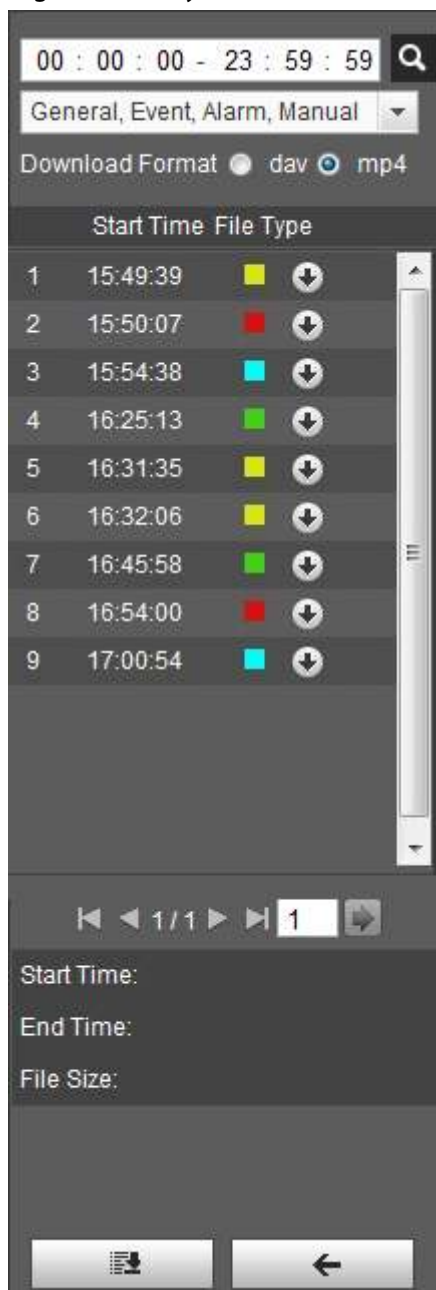 00 : 00 : 00 - 23 : 59 : 59
General, Event, Alarm, Manual
Download Format dav mp4
Start Time File Type
1 15:49:39
2 15:50:07
3 15:54:38
4 16:25:13
5 16:31:35
6 16:32:06
7 16:45:58
8 16:54:00
9 17:00:54
1/1 1
Start Time:
End Time:
File Size: